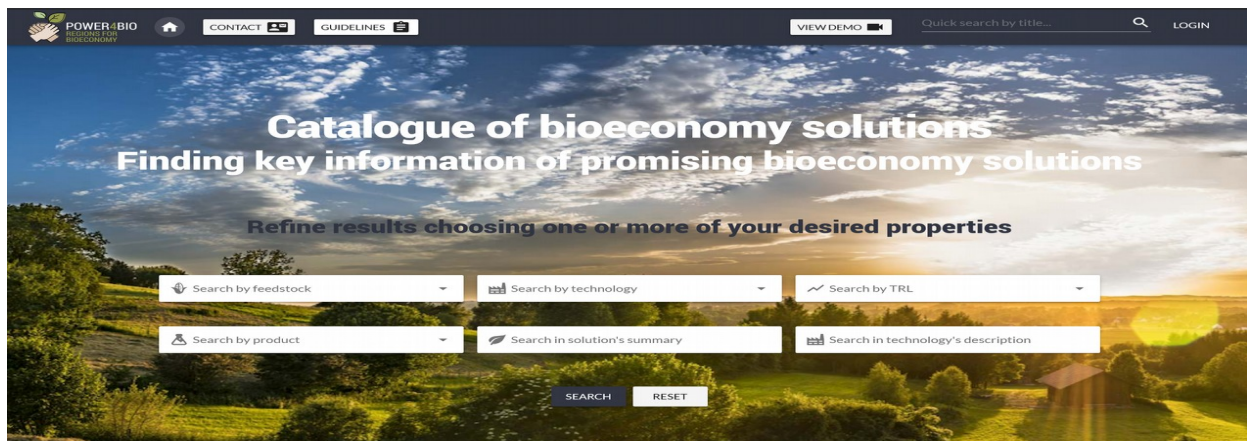 POWER4BIO
REGIONS FOR
BIOECONOMY
CONTACT
GUIDELINES
VIEW DEMO
Quick search by title...
LOGIN
Catalogue of bioeconomy solutions
Finding key information of promising bioeconomy solutions
Refine results choosing one or more of your desired properties
Search by feedstock
Search by technology
Search by TRL
Search by product
Search in solution's summary
Search in technology's description
SEARCH
RESET